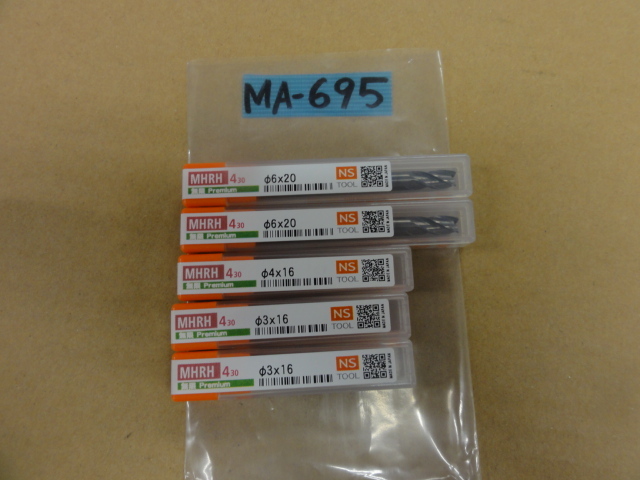 MA-695
MHRH 430 φ6x20 NS
無限 Premium TOOL
MHRH 430 φ6x20 NS
無限 Premium TOOL
MHRH 430 φ4x16 NS
無限 Premium TOOL
MHRH 430 φ3x16 NS
無限 Premium TOOL
MHRH 430 φ3x16 NS
無限 Premium TOOL